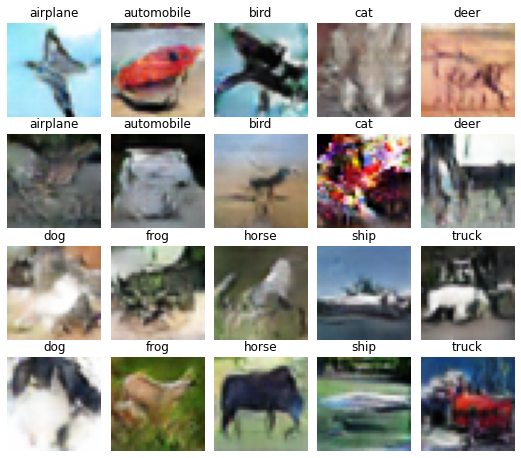 airplane automobile bird cat deer
airplane automobile bird cat deer
dog frog horse ship truck
dog frog horse ship truck